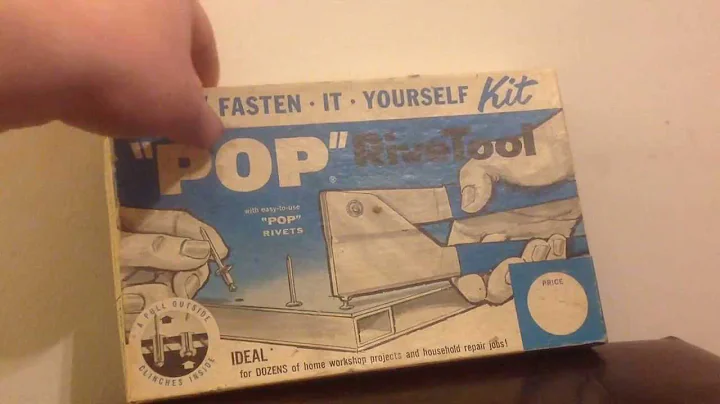 FASTEN · IT · YOURSELF Kit
"POP"® RiveTool
with easy-to-use
"POP"
RIVETS
PRICE
A PULL OUTSIDE
CLINCHES INSIDE
IDEAL
for DOZENS of home workshop projects and household repair jobs!